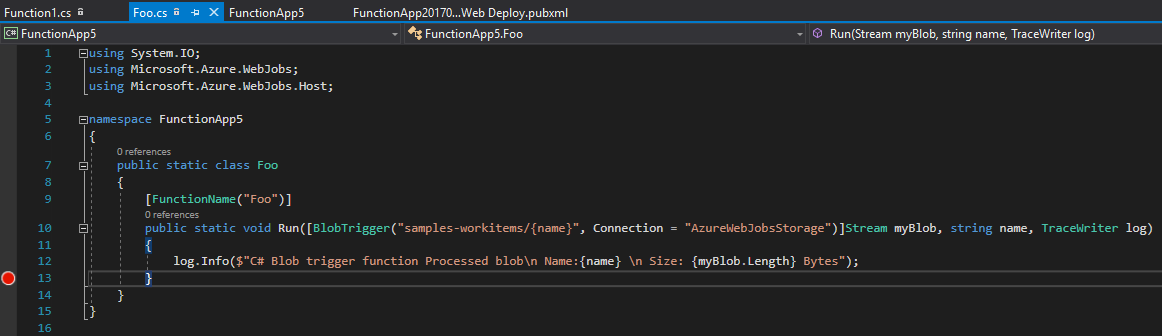 Function1.cs Foo.cs FunctionApp5 FunctionApp20170...Web Deploy.pubxml
C# FunctionApp5 FunctionApp5.Foo Run(Stream myBlob, string name, TraceWriter log)
1 using System.IO;
2 using Microsoft.Azure.WebJobs;
3 using Microsoft.Azure.WebJobs.Host;
4
5 namespace FunctionApp5
6 {
0 references
7 public static class Foo
8 {
9 [FunctionName("Foo")]
0 references
10 public static void Run([BlobTrigger("samples-workitems/{name}", Connection = "AzureWebJobsStorage")]Stream myBlob, string name, TraceWriter log)
11 {
12 log.Info($"C# Blob trigger function Processed blob\n Name:{name} \n Size: {myBlob.Length} Bytes");
13 }
14 }
15 }
16